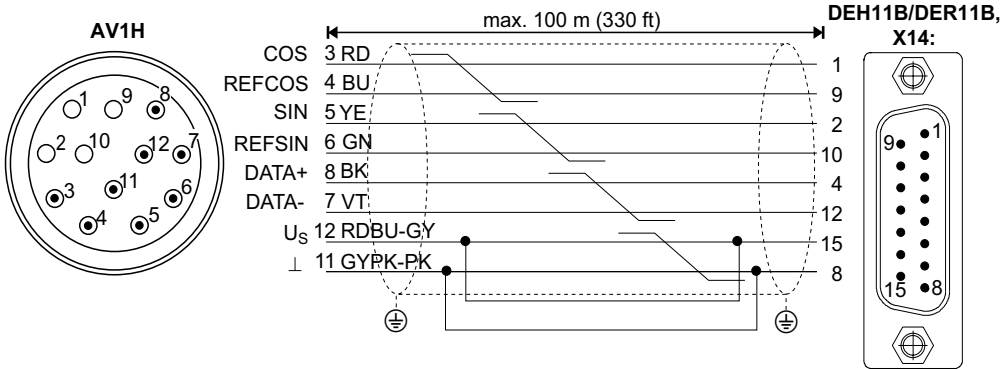 AV1H
max. 100 m (330 ft)
DEH11B/DER11B,
X14:
COS 3 RD 1
REFCOS 4 BU 9
SIN 5 YE 2
REFSIN 6 GN 10
DATA+ 8 BK 4
DATA- 7 VT 12
US 12 RDBU-GY 15
⊥ 11 GYPK-PK 8
1 9 8
2 10 12 7
3 11 6
4 5
9 1
15 8